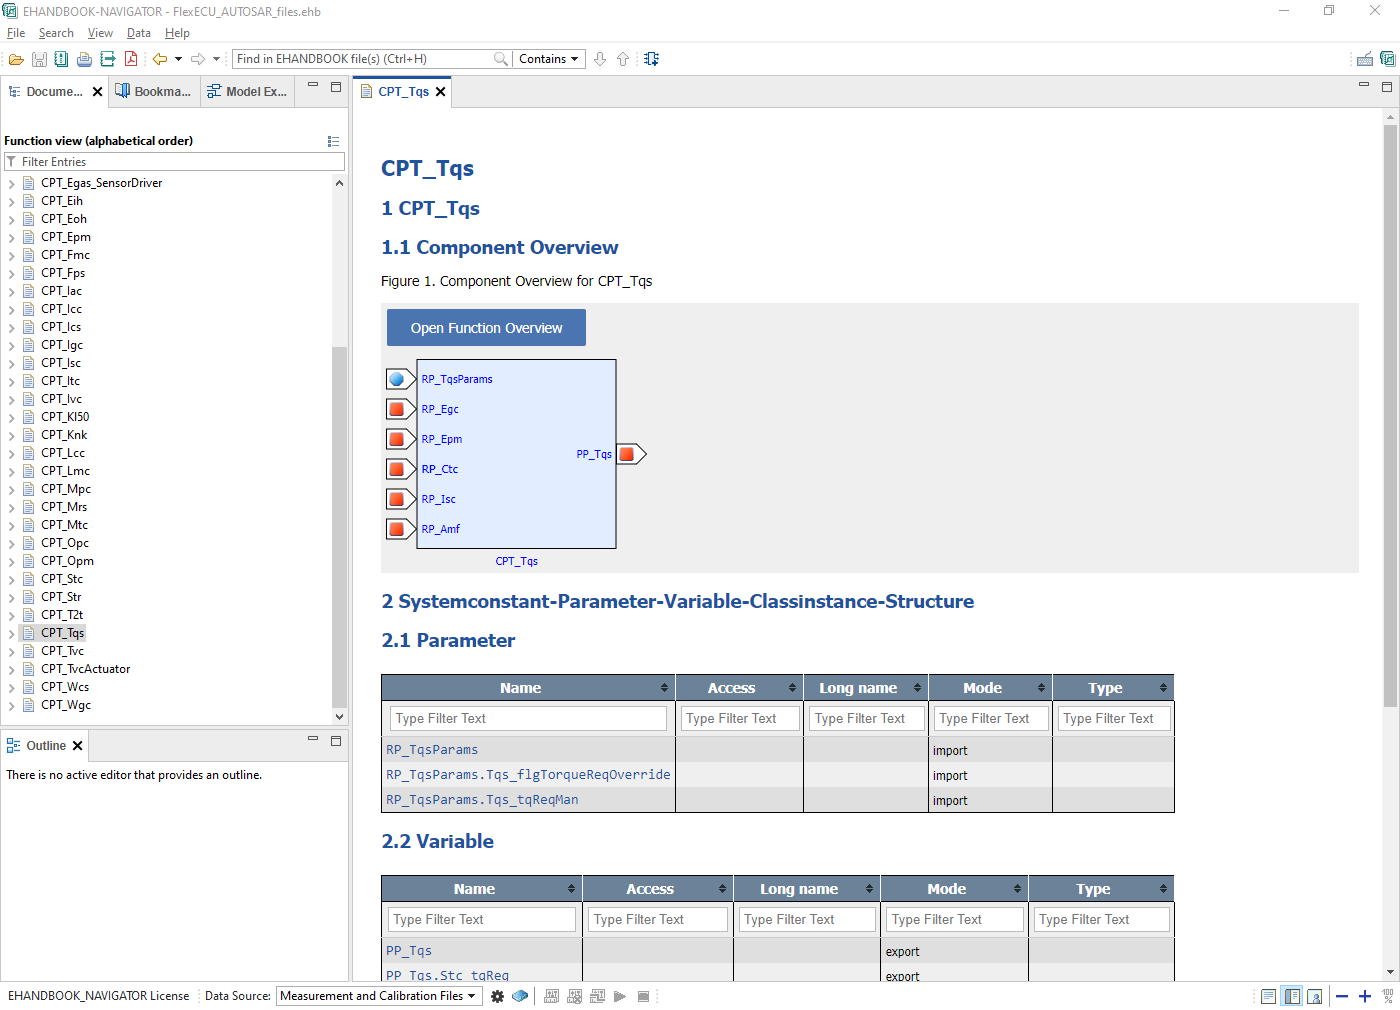 EHANDBOOK-NAVIGATOR - FlexECU_AUTOSAR_files.ehb
File Search View Data Help
Find in EHANDBOOK file(s) (Ctrl+H) Contains
Docume... Bookma... Model Ex...
CPT_Tqs
Function view (alphabetical order)
Filter Entries
CPT_Egas_SensorDriver
CPT_Eih
CPT_Eoh
CPT_Epm
CPT_Fmc
CPT_Fps
CPT_Iac
CPT_Icc
CPT_Ics
CPT_Igc
CPT_Isc
CPT_Itc
CPT_Ivc
CPT_Kl50
CPT_Knk
CPT_Lcc
CPT_Lmc
CPT_Mpc
CPT_Mrs
CPT_Mtc
CPT_Opc
CPT_Opm
CPT_Stc
CPT_Str
CPT_T2t
CPT_Tqs
CPT_Tvc
CPT_TvcActuator
CPT_Wcs
CPT_Wgc
Outline
There is no active editor that provides an outline.
CPT_Tqs
1 CPT_Tqs
1.1 Component Overview
Figure 1. Component Overview for CPT_Tqs
Open Function Overview
RP_TqsParams
RP_Egc
RP_Epm
PP_Tqs
RP_Ctc
RP_Isc
RP_Amf
CPT_Tqs
2 Systemconstant-Parameter-Variable-Classinstance-Structure
2.1 Parameter
Name Access Long name Mode Type
Type Filter Text Type Filter Text Type Filter Text Type Filter Text Type Filter Text
RP_TqsParams import
RP_TqsParams.Tqs_flgTorqueReqOverride import
RP_TqsParams.Tqs_tqReqMan import
2.2 Variable
Name Access Long name Mode Type
Type Filter Text Type Filter Text Type Filter Text Type Filter Text Type Filter Text
PP_Tqs export
PP_Tqs.Stc_tqReq export
EHANDBOOK_NAVIGATOR License Data Source: Measurement and Calibration Files
100 %